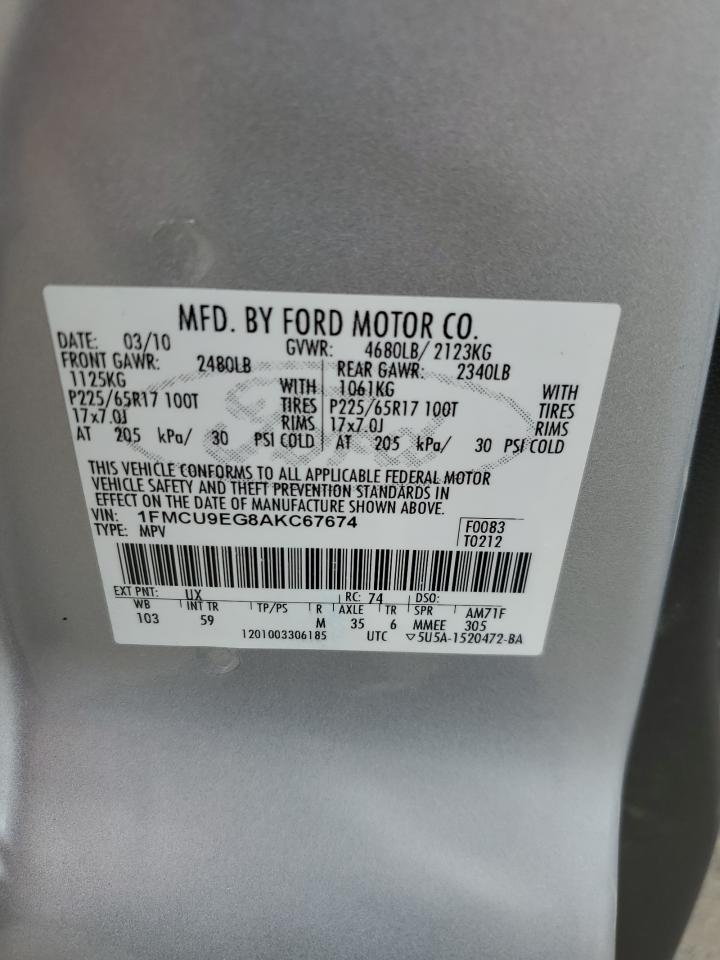 MFD. BY FORD MOTOR CO.
DATE: 03/10 GVWR: 4680LB/ 2123KG
FRONT GAWR: 2480LB REAR GAWR: 2340LB
1125KG WITH 1061KG WITH
P225/65R17 100T TIRES P225/65R17 100T TIRES
17x7.0J RIMS 17x7.0J RIMS
AT 205 kPa/ 30 PSI COLD AT 205 kPa/ 30 PSI COLD
THIS VEHICLE CONFORMS TO ALL APPLICABLE FEDERAL MOTOR
VEHICLE SAFETY AND THEFT PREVENTION STANDARDS IN
EFFECT ON THE DATE OF MANUFACTURE SHOWN ABOVE.
VIN: 1FMCU9EG8AKC67674 F0083
TYPE: MPV T0212
EXT PNT: UX RC: 74 DSO:
WB INT TR TP/PS R AXLE TR SPR AM71F
103 59 M 35 6 MMEE 305
1201003306185 UTC ▽5U5A-1520472-BA
Ford